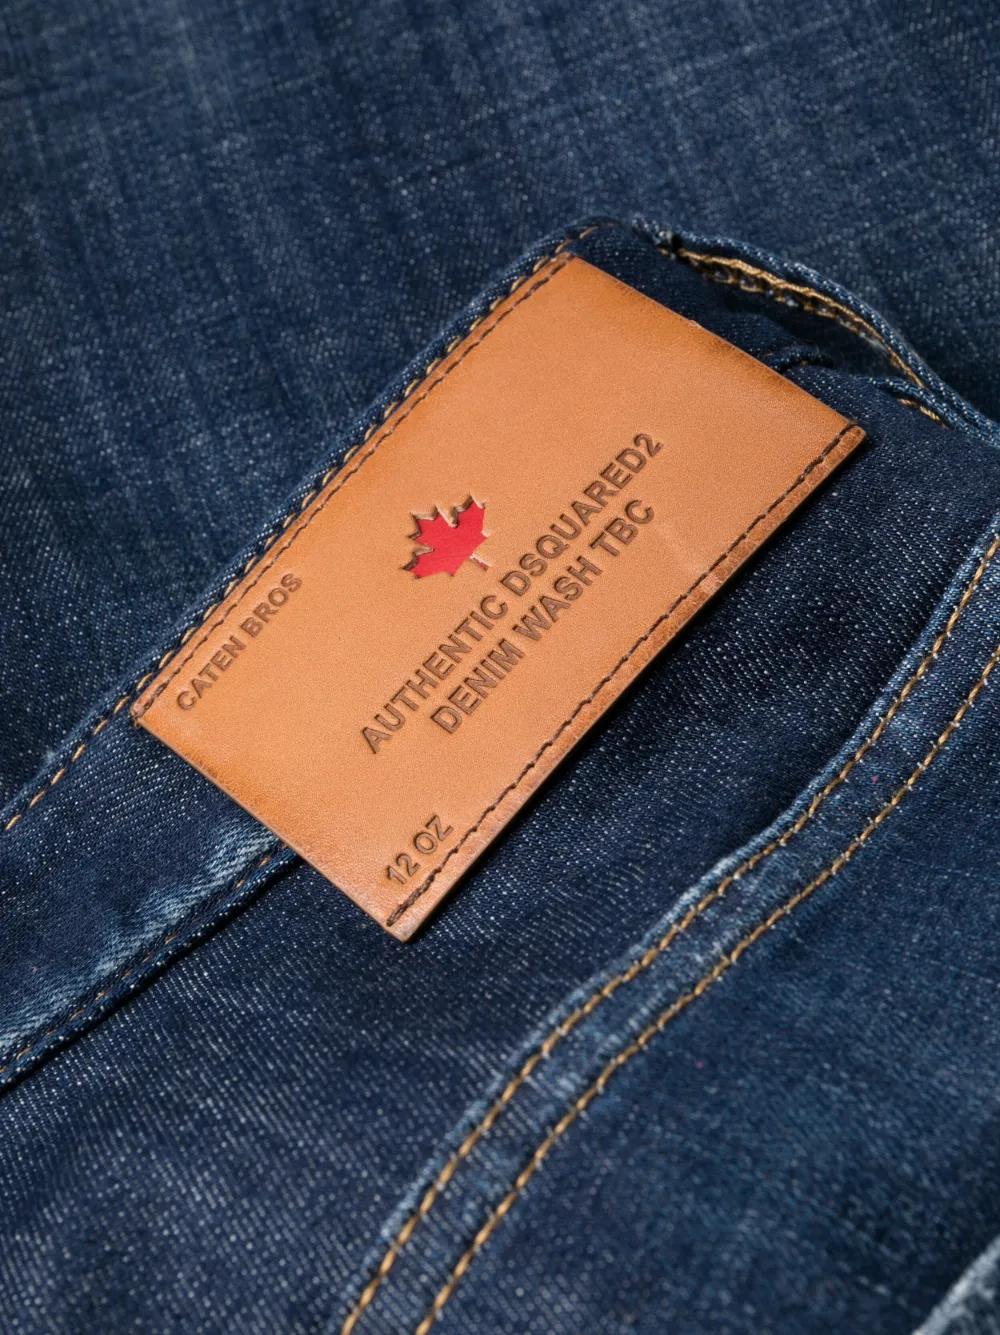 CATEN BROS
AUTHENTIC DSQUARED2
DENIM WASH TBC
12 OZ